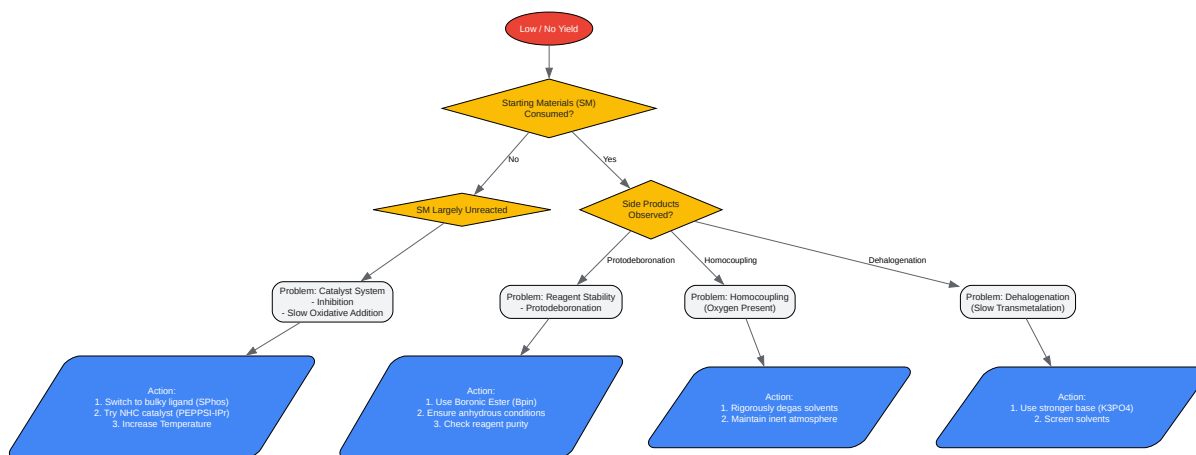 Low / No Yield
Starting Materials (SM)
Consumed?
No
Yes
SM Largely Unreacted
Side Products
Observed?
Protodeboronation
Homocoupling
Dehalogenation
Problem: Catalyst System
- Inhibition
- Slow Oxidative Addition
Problem: Reagent Stability
- Protodeboronation
Problem: Homocoupling
(Oxygen Present)
Problem: Dehalogenation
(Slow Transmetalation)
Action:
1. Switch to bulky ligand (SPhos)
2. Try NHC catalyst (PEPPSI-IPr)
3. Increase Temperature
Action:
1. Use Boronic Ester (Bpin)
2. Ensure anhydrous conditions
3. Check reagent purity
Action:
1. Rigorously degas solvents
2. Maintain inert atmosphere
Action:
1. Use stronger base (K3PO4)
2. Screen solvents